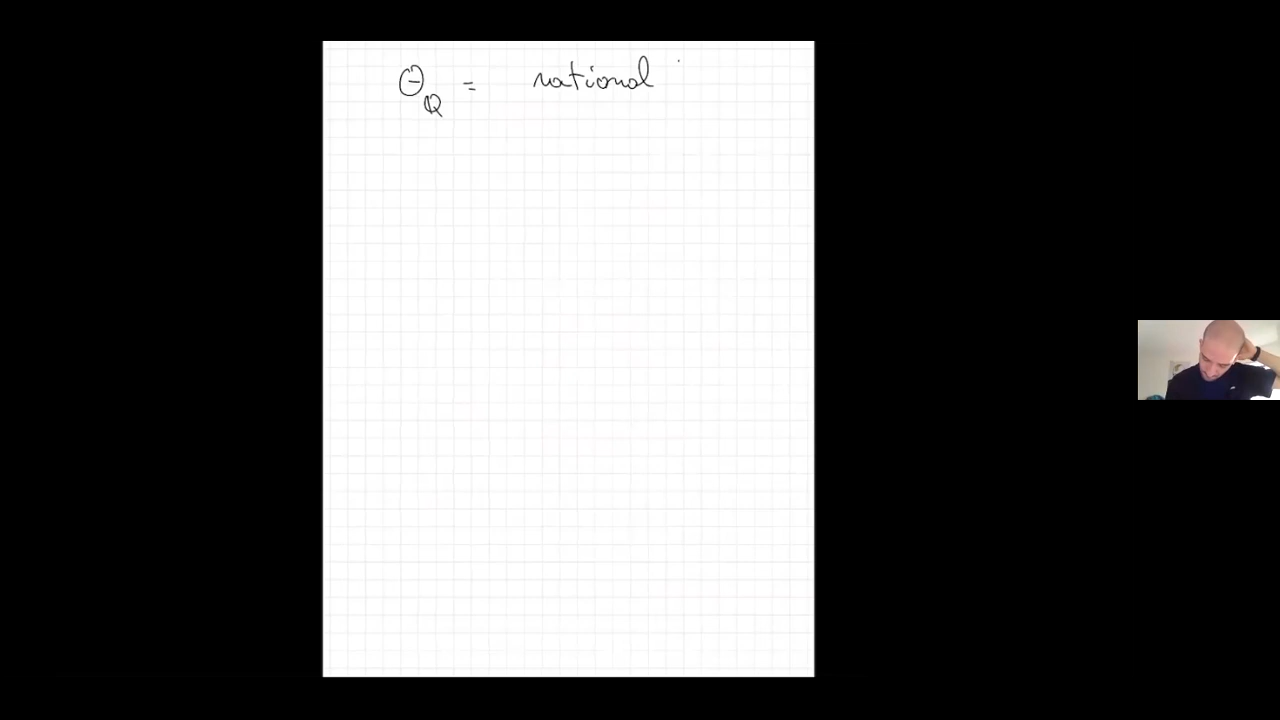 Θ_ℚ = rational